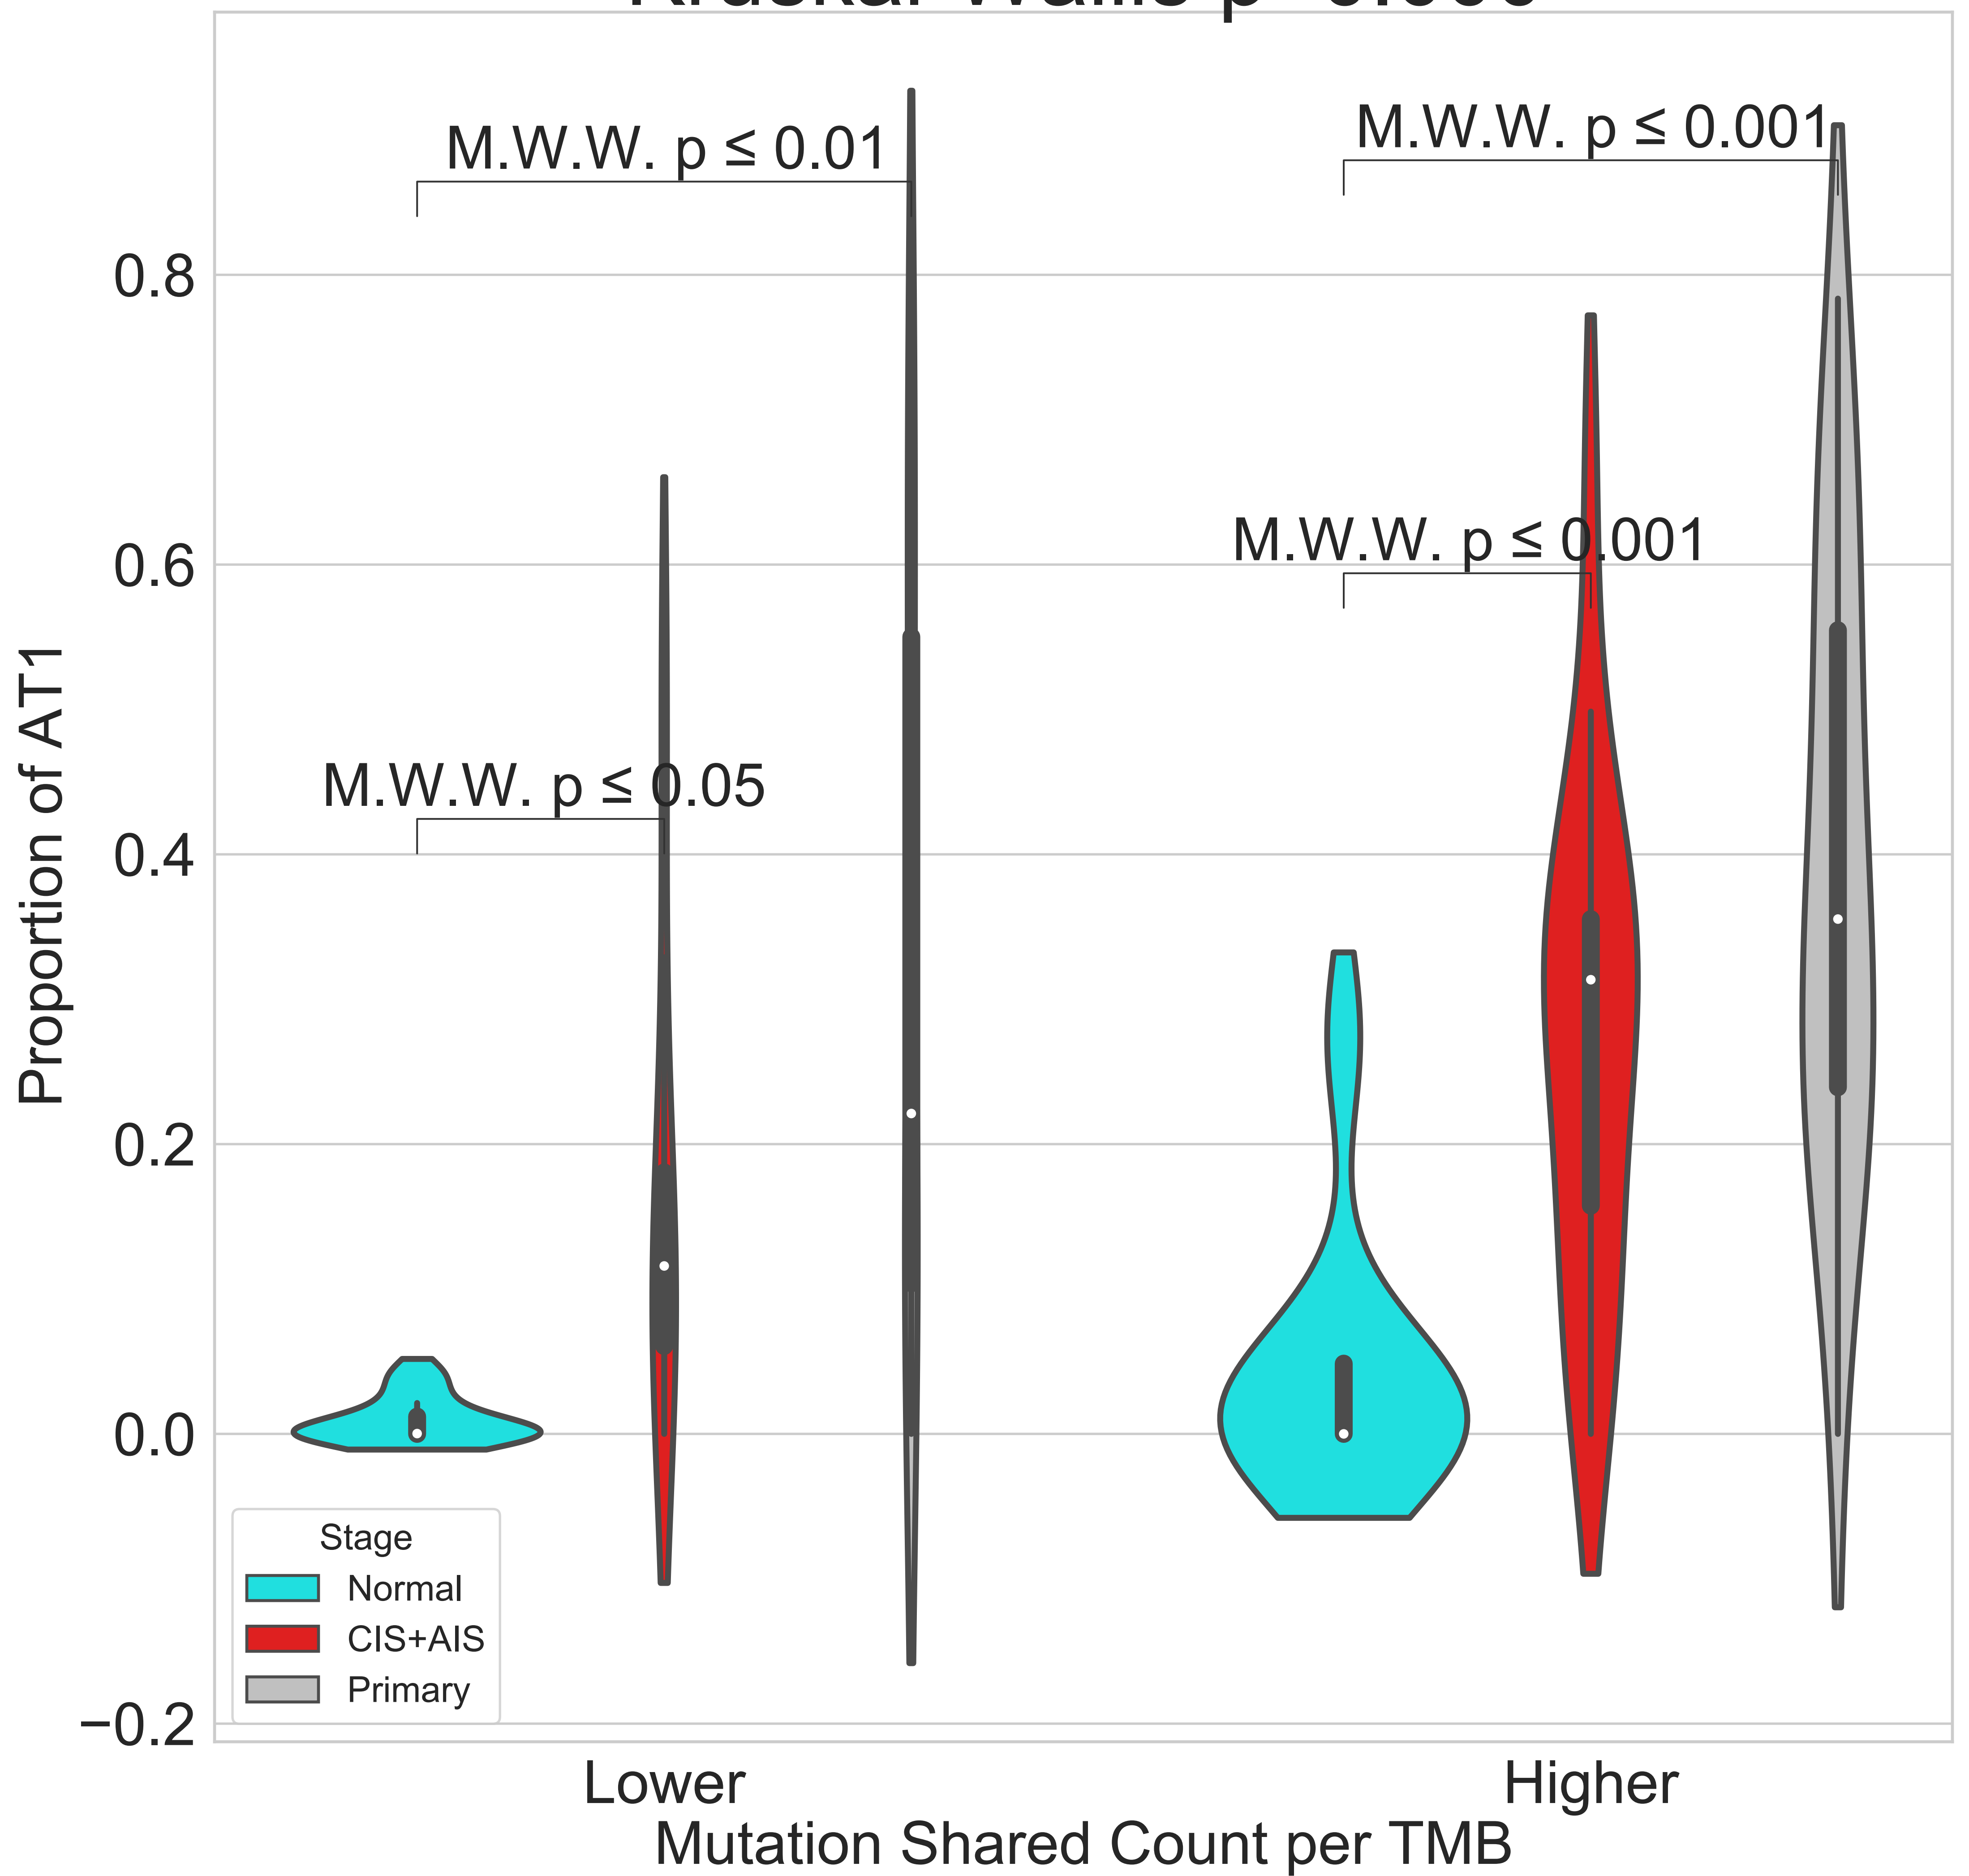 M.W.W. p ≤ 0.01
M.W.W. p ≤ 0.001
M.W.W. p ≤ 0.001
M.W.W. p ≤ 0.05
Proportion of AT1
0.8
0.6
0.4
0.2
0.0
−0.2
Stage
Normal
CIS+AIS
Primary
Lower
Higher
Mutation Shared Count per TMB